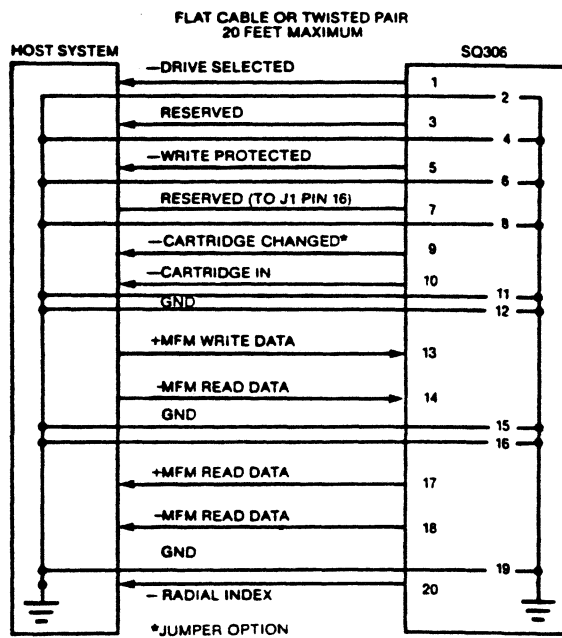 FLAT CABLE OR TWISTED PAIR
20 FEET MAXIMUM
HOST SYSTEM
SQ306
—DRIVE SELECTED 1
2
RESERVED 3
4
—WRITE PROTECTED 5
6
RESERVED (TO J1 PIN 16) 7
8
—CARTRIDGE CHANGED* 9
—CARTRIDGE IN 10
11
GND 12
+MFM WRITE DATA 13
-MFM READ DATA 14
GND 15
16
+MFM READ DATA 17
—MFM READ DATA 18
GND 19
20
— RADIAL INDEX
*JUMPER OPTION